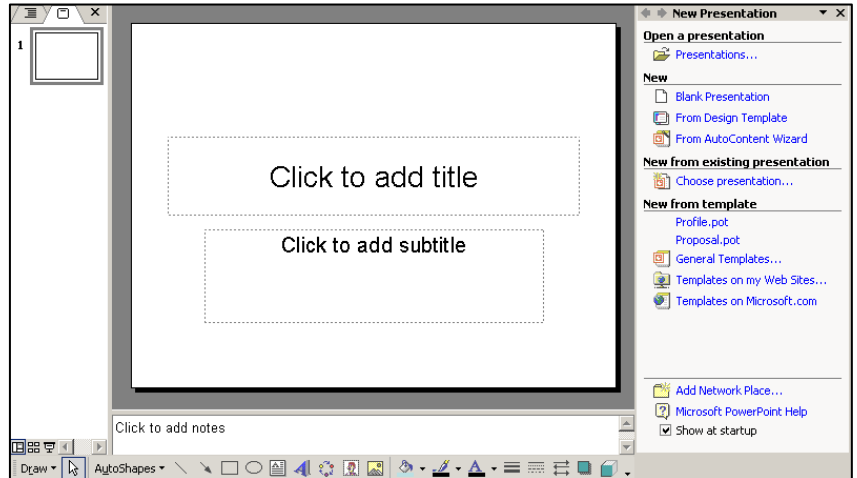 New Presentation
1
Open a presentation
Presentations...
New
Blank Presentation
From Design Template
From AutoContent Wizard
New from existing presentation
Choose presentation...
New from template
Profile.pot
Proposal.pot
General Templates...
Templates on my Web Sites...
Templates on Microsoft.com
Add Network Place...
Microsoft PowerPoint Help
Show at startup
Click to add title
Click to add subtitle
Click to add notes
Draw AutoShapes